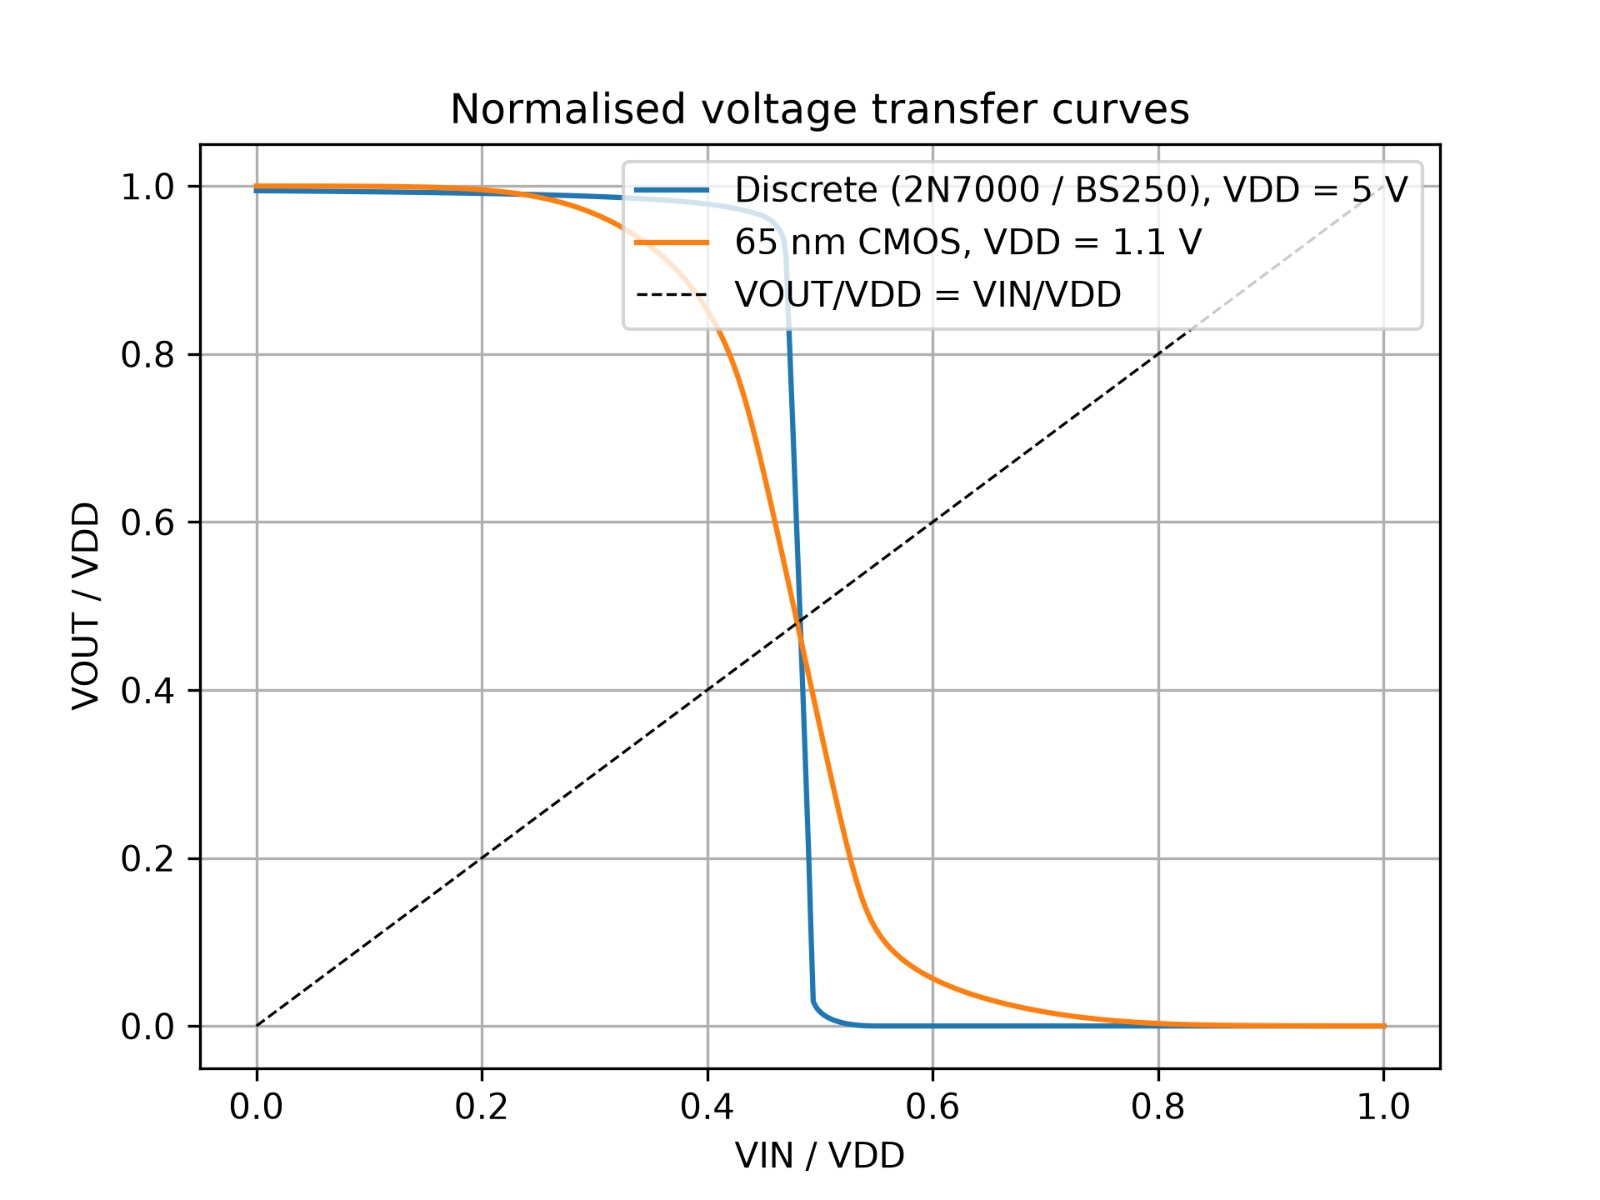 Normalised voltage transfer curves
Discrete (2N7000 / BS250), VDD = 5 V
65 nm CMOS, VDD = 1.1 V
VOUT/VDD = VIN/VDD
VOUT / VDD
1.0
0.8
0.6
0.4
0.2
0.0
0.0 0.2 0.4 0.6 0.8 1.0
VIN / VDD